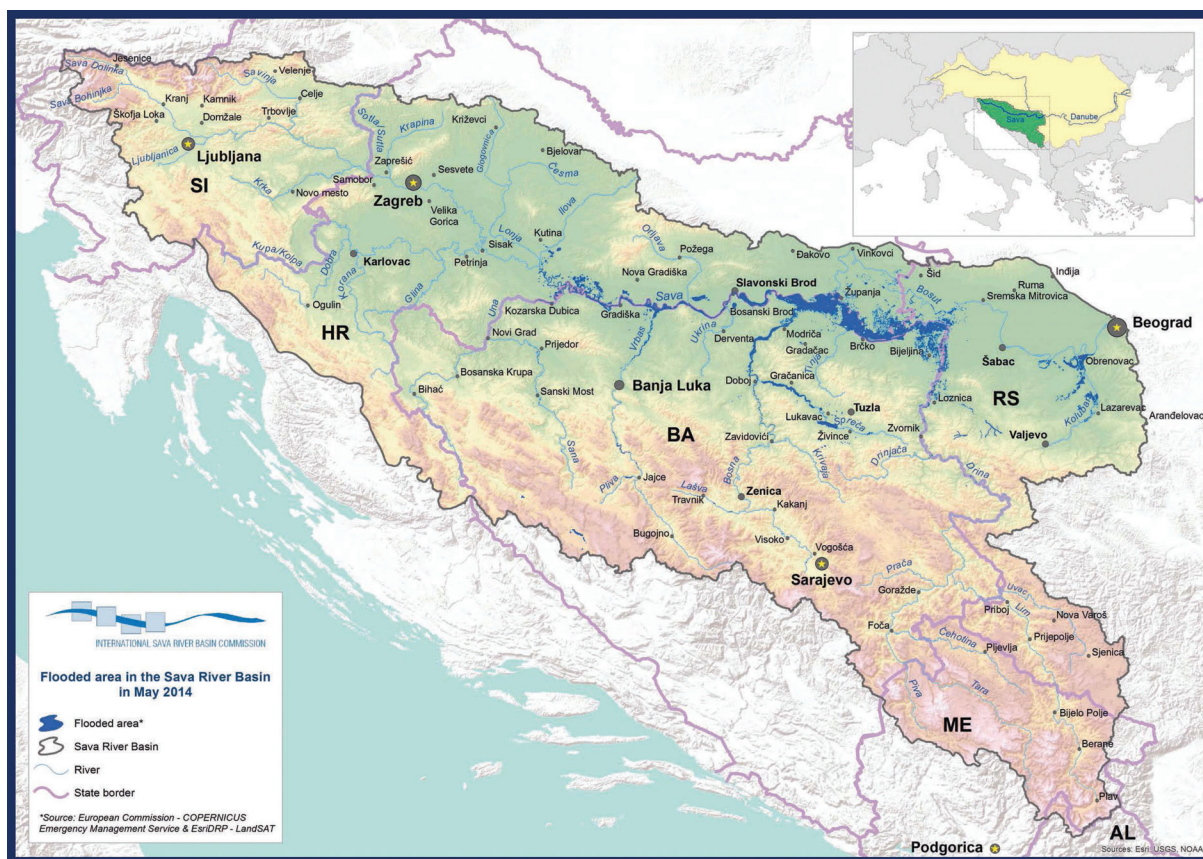 Jesenice
Sava Dolinka
Sava Bohinjka
Savinja
Velenje
Kranj
Kamnik
Celje
Škofja Loka
Domžale
Trbovlje
Ljubljanica
Ljubljana
SI
Krka
Novo mesto
Sotla /Sutla
Krapina
Križevci
Glogovnica
Bjelovar
Zaprešić
Sesvete
Česma
Samobor
Zagreb
Velika
Gorica
Ilova
Kupa/Kolpa
Dobra
Karlovac
Korana
Sisak
Lonja
Kutina
Petrinja
Glina
Orljava
Požega
Đakovo
Vinkovci
Nova Gradiška
Slavonski Brod
Sava
Županja
Bosut
Šid
Ruma
Inđija
Sremska Mitrovica
Beograd
Ogulin
HR
Una
Kozarska Dubica
Gradiška
Bosanski Brod
Novi Grad
Prijedor
Vrbas
Ukrina
Derventa
Modriča
Gradačac
Brčko
Bijeljina
Šabac
Obrenovac
Bosanska Krupa
Bihać
Sanski Most
Banja Luka
Doboj
Gračanica
Tinja
Lukavac
Tuzla
Spreča
Živince
Loznica
RS
Kolubara
Lazarevac
Aranđelovac
Valjevo
BA
Zavidovići
Zvornik
Drinjača
Krivaja
Drina
Sana
Pliva
Jajce
Bosna
Lašva
Travnik
Zenica
Kakanj
Bugojno
Visoko
Vogošća
Sarajevo
Prača
Goražde
Uvac
Priboj
Lim
Nova Varoš
Foča
Ćehotina
Pljevlja
Prijepolje
Sjenica
Piva
Tara
ME
Bijelo Polje
Berane
Plav
AL
Podgorica
Sava
Danube
INTERNATIONAL SAVA RIVER BASIN COMMISSION
Flooded area in the Sava River Basin
in May 2014
Flooded area*
Sava River Basin
River
State border
*Source: European Commission - COPERNICUS
Emergency Management Service & EsriDRP - LandSAT
Sources: Esri, USGS, NOAA